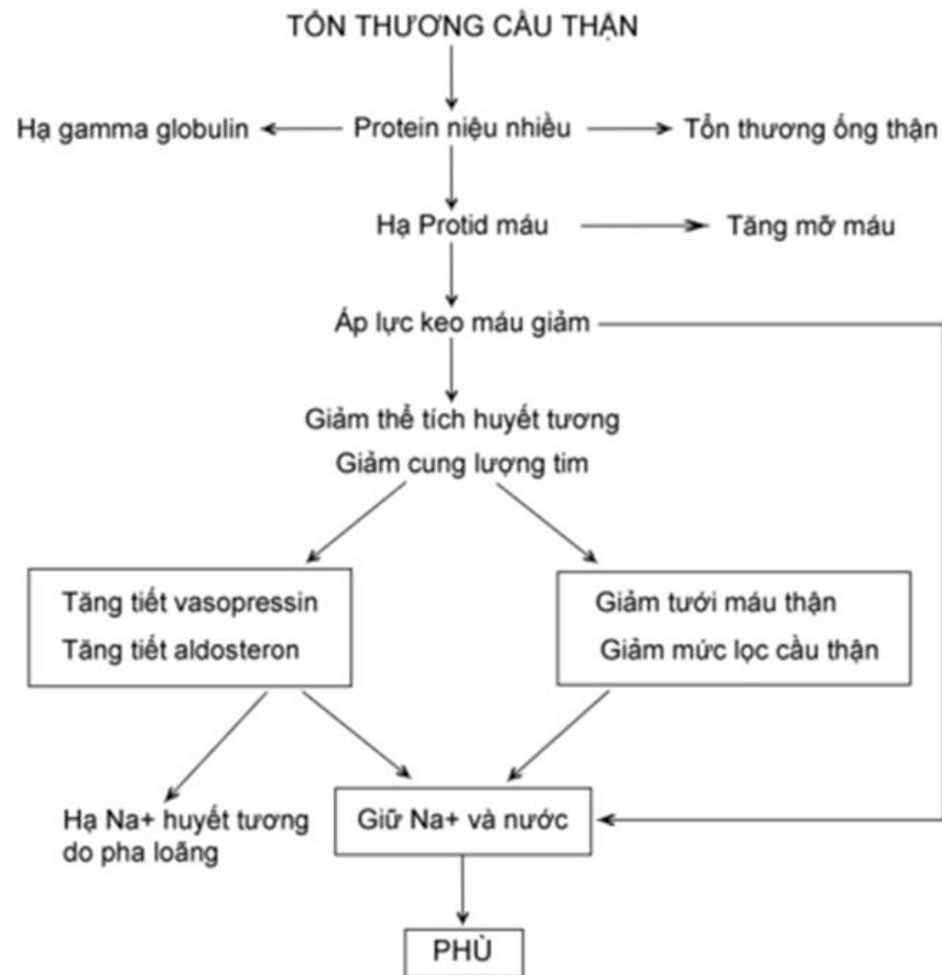 TỔN THƯƠNG CẦU THẬN
Hạ gamma globulin
Protein niệu nhiều
Tổn thương ống thận
Hạ Protid máu
Tăng mỡ máu
Áp lực keo máu giảm
Giảm thể tích huyết tương
Giảm cung lượng tim
Tăng tiết vasopressin
Tăng tiết aldosteron
Giảm tưới máu thận
Giảm mức lọc cầu thận
Hạ Na+ huyết tương
do pha loãng
Giữ Na+ và nước
PHÙ